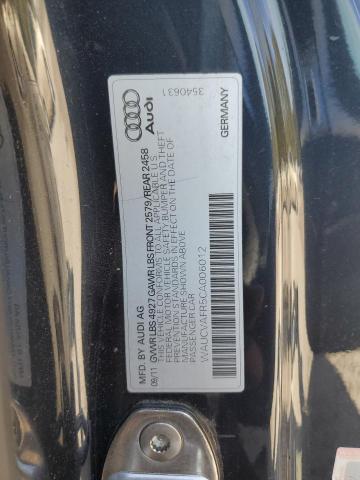 Audi
3540631
GERMANY
MFD. BY AUDI AG
09/11 GVWR LBS 4927 GAWR LBS FRONT 2579/REAR 2458
THIS VEHICLE CONFORMS TO ALL APPLICABLE U.S.
FEDERAL MOTOR VEHICLE SAFETY BUMPER AND THEFT
PREVENTION STANDARDS IN EFFECT ON THE DATE OF
MANUFACTURE SHOWN ABOVE
PASSENGER CAR
WAUCVAFR5CA006012